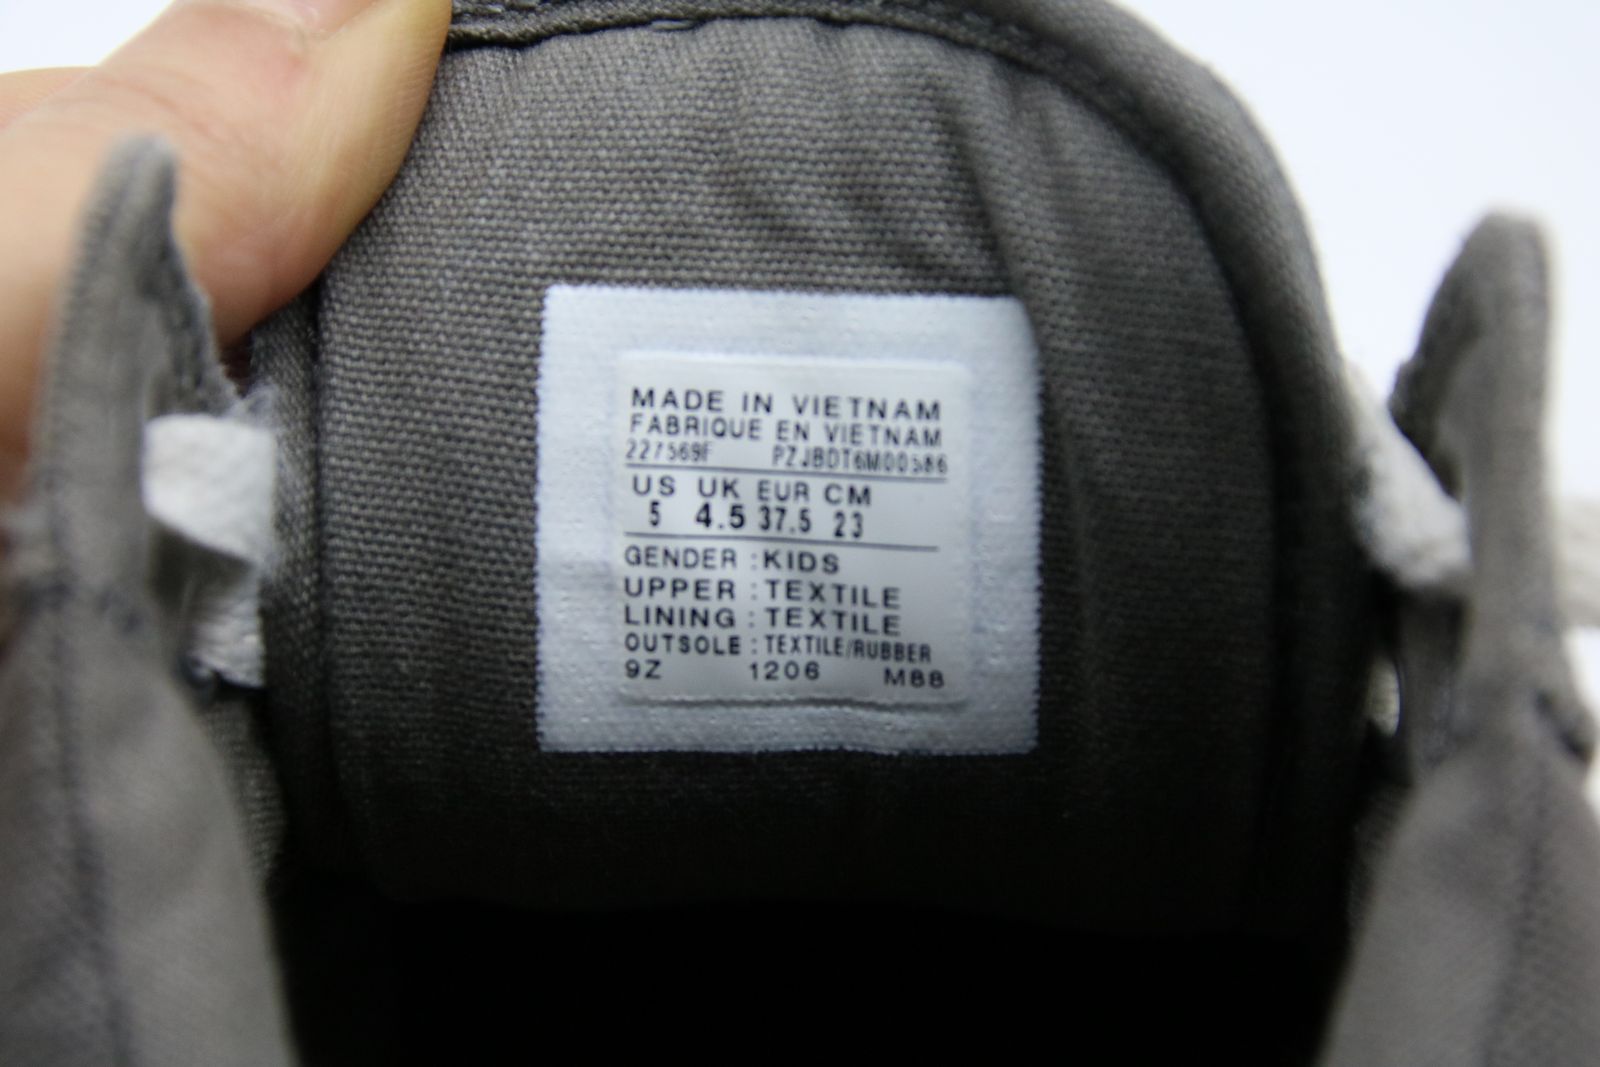 MADE IN VIETNAM
FABRIQUE EN VIETNAM
227569F PZJBDT6M00586
US UK EUR CM
5 4.5 37.5 23
GENDER : KIDS
UPPER : TEXTILE
LINING : TEXTILE
OUTSOLE : TEXTILE/RUBBER
9Z 1206 M88